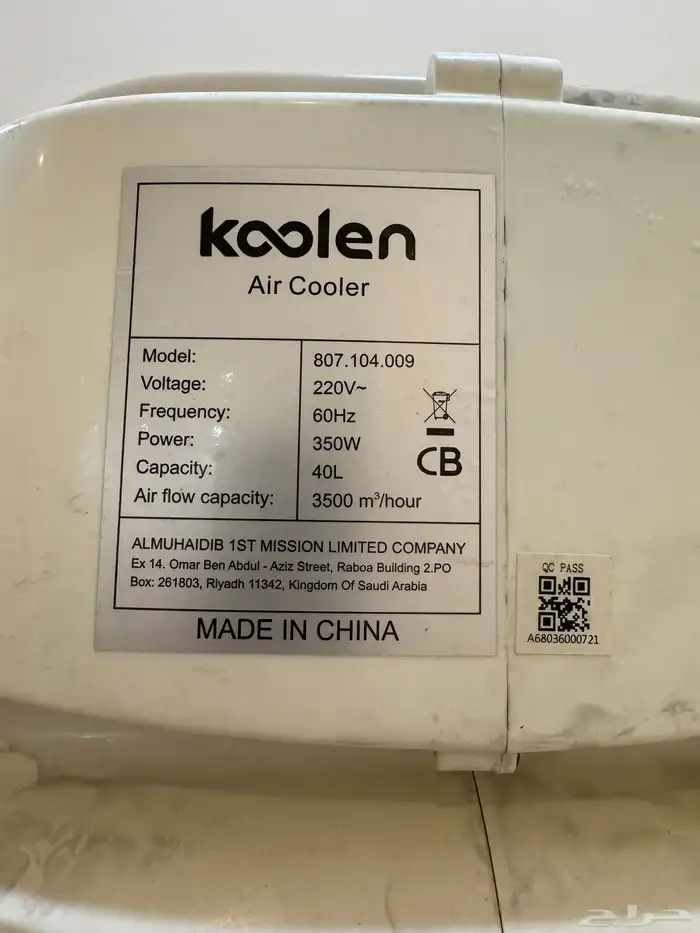 koolen
Air Cooler
Model: 807.104.009
Voltage: 220V~
Frequency: 60Hz
Power: 350W
Capacity: 40L
Air flow capacity: 3500 m³/hour
CB
ALMUHAIDIB 1ST MISSION LIMITED COMPANY
Ex 14. Omar Ben Abdul - Aziz Street, Raboa Building 2.PO
Box: 261803, Riyadh 11342, Kingdom Of Saudi Arabia
MADE IN CHINA
QC PASS
A68036000721
حراج